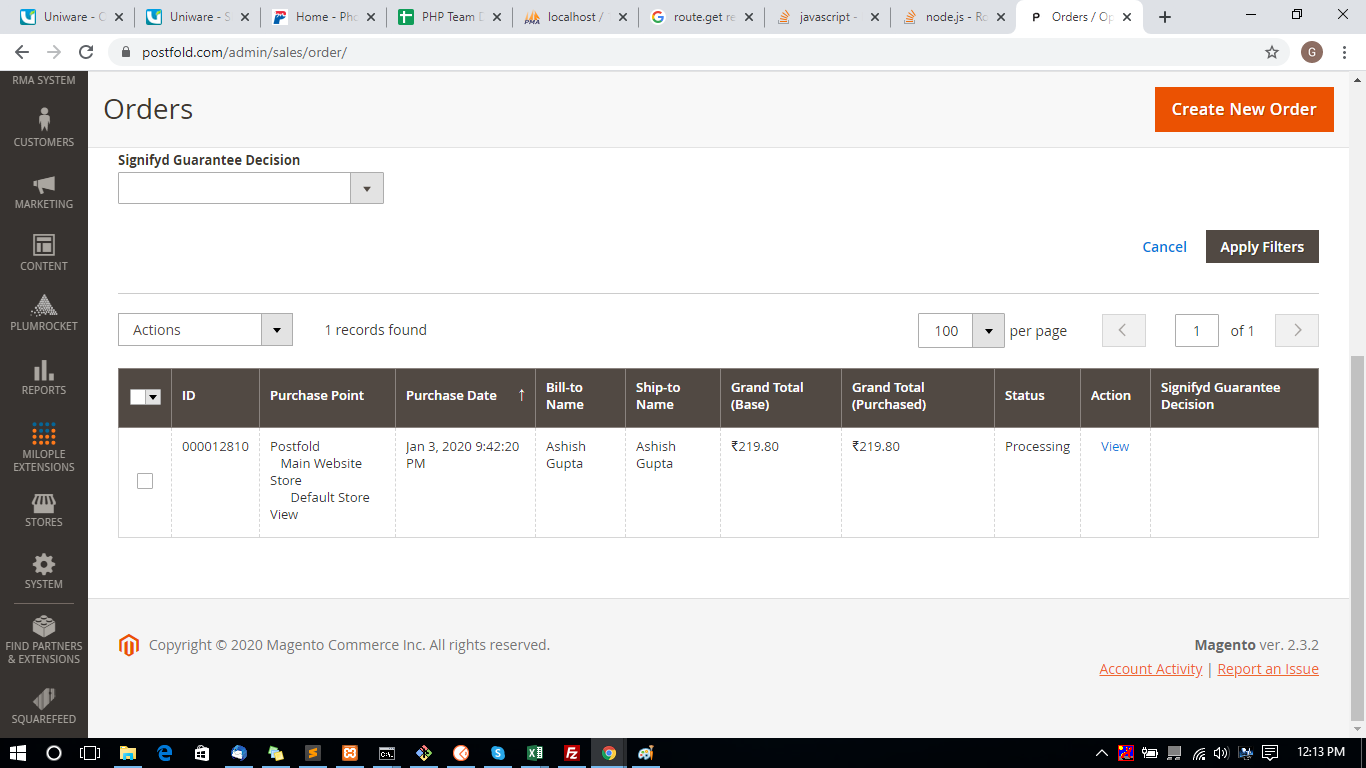 Uniware - C
Uniware - S
Home - Pho
PHP Team D
localhost /
route.get re
javascript -
node.js - Ro
Orders / Op
postfold.com/admin/sales/order/
G
RMA SYSTEM
CUSTOMERS
MARKETING
CONTENT
PLUMROCKET
REPORTS
MILOPLE
EXTENSIONS
STORES
SYSTEM
FIND PARTNERS
& EXTENSIONS
SQUAREFEED
Orders
Create New Order
Signifyd Guarantee Decision
Cancel
Apply Filters
Actions
1 records found
100
per page
1
of 1
ID
Purchase Point
Purchase Date ↑
Bill-to
Name
Ship-to
Name
Grand Total
(Base)
Grand Total
(Purchased)
Status
Action
Signifyd Guarantee
Decision
000012810
Postfold
Main Website
Store
Default Store
View
Jan 3, 2020 9:42:20
PM
Ashish
Gupta
Ashish
Gupta
₹219.80
₹219.80
Processing
View
Copyright © 2020 Magento Commerce Inc. All rights reserved.
Magento ver. 2.3.2
Account Activity | Report an Issue
12:13 PM